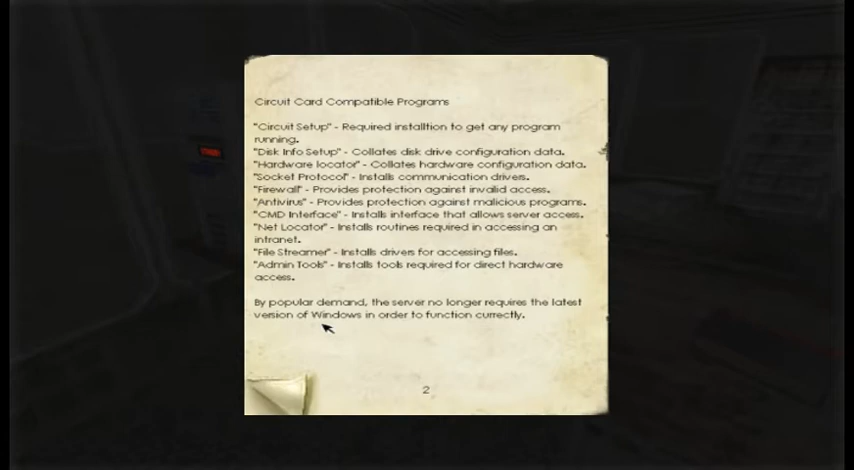 Circuit Card Compatible Programs
"Circuit Setup" - Required installtion to get any program
running.
"Disk Info Setup" - Collates disk drive configuration data.
"Hardware locator" - Collates hardware configuration data.
"Socket Protocol" - Installs communication drivers.
"Firewall" - Provides protection against invalid access.
"Antivirus" - Provides protection against malicious programs.
"CMD Interface" - Installs interface that allows server access.
"Net Locator" - Installs routines required in accessing an
intranet.
"File Streamer" - Installs drivers for accessing files.
"Admin Tools" - Installs tools required for direct hardware
access.
By popular demand, the server no longer requires the latest
version of Windows in order to function currectly.
2